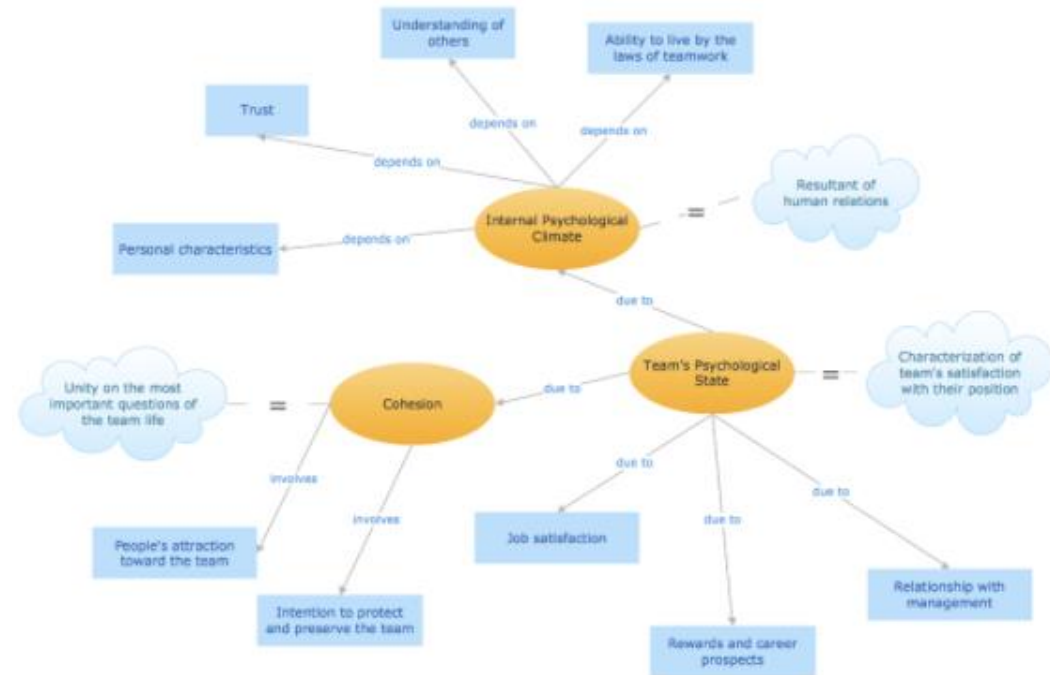 Understanding of
others
Ability to live by the
laws of teamwork
Trust
depends on
depends on
depends on
Resultant of
human relations
Internal Psychological
Climate
=
Personal characteristics
depends on
due to
Unity on the most
important questions of
the team life
=
Cohesion
due to
Team's Psychological
State
=
Characterization of
team's satisfaction
with their position
involves
involves
due to
due to
due to
People's attraction
toward the team
Job satisfaction
Intention to protect
and preserve the team
Rewards and career
prospects
Relationship with
management